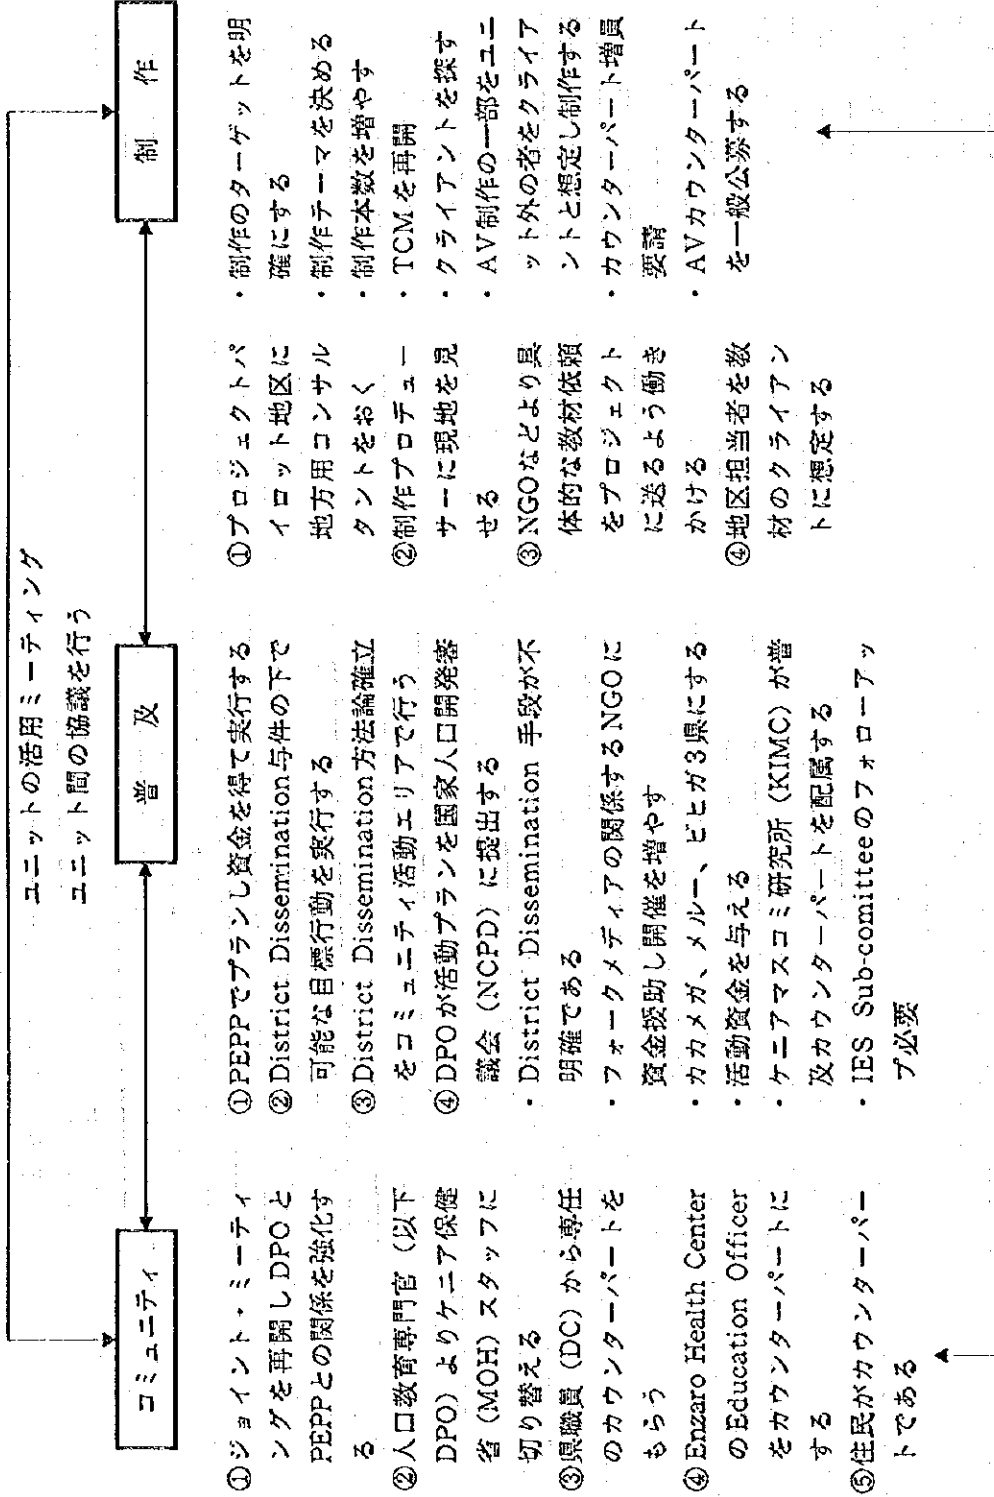 ユニットの活用ミーティング
ユニット間の協議を行う
コミュニティ
普 及
制 作
①ジョイント・ミーティ
ングを再開しDPOと
PEPPとの関係を強化す
る
②人口教育専門官(以下
DPO)よりケニア保健
省(MOH)スタッフに
切り替える
③県職員(DC)から専任
のカウンターパートを
もらう
④Enzaro Health Center
のEducation Officer
をカウンターパートに
する
⑤住民がカウンターパー
トである
①PEPPでプランし資金を得て実行する
②District Dissemination与件の下で
可能な目標行動を実行する
③District Dissemination方法論確立
をコミュニティ活動エリアで行う
④DPOが活動プランを国家人口開発審
議会(NCPD)に提出する
・District Dissemination 手段が不
明確である
・フォークメディアの関係するNGOに
資金援助し開催を増やす
・カカメガ、メルー、ビヒガ3県にする
・活動資金を与える
・ケニアマスコミ研究所(KIMC)が普
及カウンターパートを配属する
・IES Sub-comitteeのフォローアッ
プ必要
①プロジェクトパ
イロット地区に
地方用コンサル
タントをおく
②制作プロデュー
サーに現地を見
せる
③NGOなどより具
体的な教材依頼
をプロジェクト
に送るよう働き
かける
④地区担当者を教
材のクライアン
トに想定する
・制作のターゲットを明
確にする
・制作テーマを決める
・制作本数を増やす
・TCMを再開
・クライアントを探す
・AV制作の一部をユニ
ット外の者をクライア
ントと想定し制作する
・カウンターパート増員
要請
・AVカウンターパート
を一般公募する